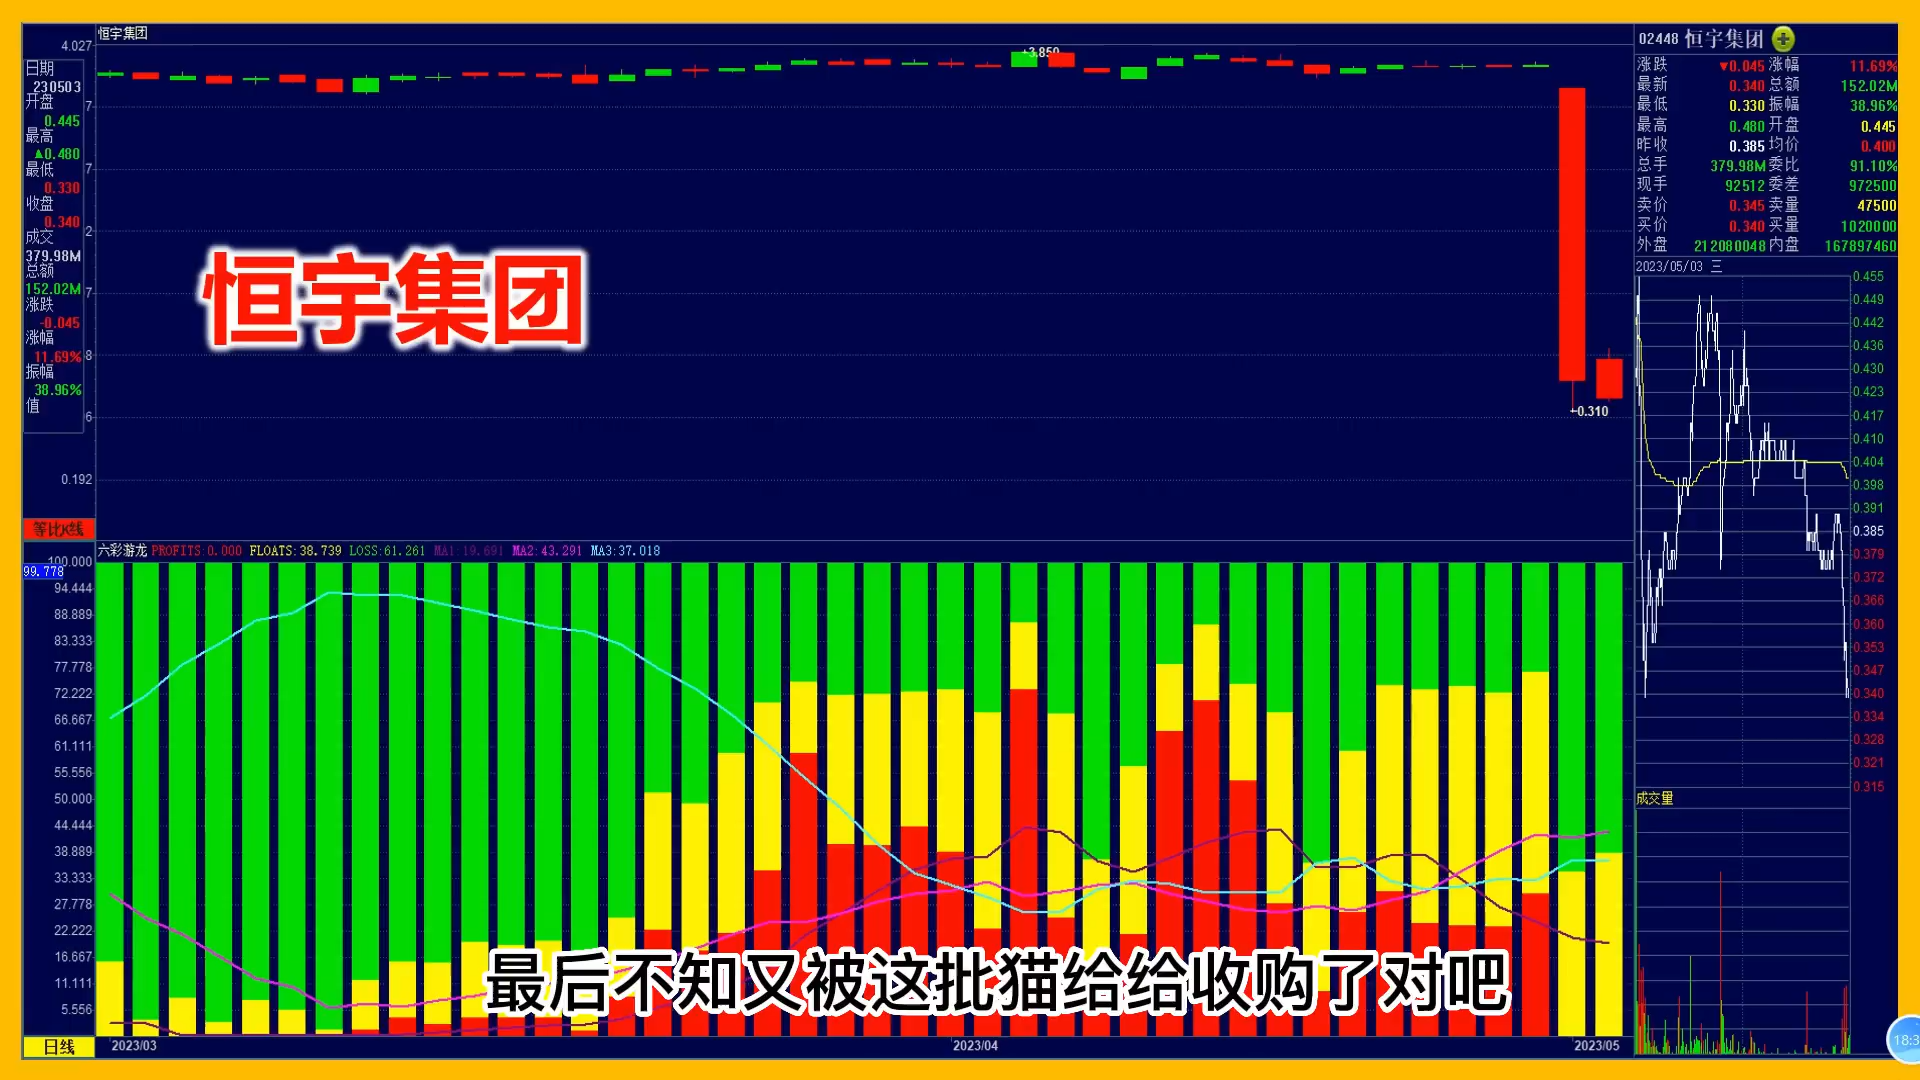 恒宇集团
4.027
日期
230503
开盘
0.445
最高
▲0.480
最低
0.330
收盘
0.340
成交
379.98M
总额
152.02M
涨跌
-0.045
涨幅
11.69%
振幅
38.96%
值
7
7
2
7
8
6
0.192
等比K线
+3.850
←0.310
恒宇集团
六彩游龙 PROFITS:0.000 FLOATS:38.739 LOSS:61.261 MA1:19.691 MA2:43.291 MA3:37.018
100.000
99.778
94.444
88.889
83.333
77.778
72.222
66.667
61.111
55.556
50.000
44.444
38.889
33.333
27.778
22.222
16.667
11.111
5.556
最后不知又被这批猫给给收购了对吧
日线
2023/03
2023/04
2023/05
02448 恒宇集团
涨跌 ▼0.045 涨幅 11.69%
最新 0.340 总额 152.02M
最低 0.330 振幅 38.96%
最高 0.480 开盘 0.445
昨收 0.385 均价 0.400
总手 379.98M 委比 91.10%
现手 92512 委差 972500
卖价 0.345 卖量 47500
买价 0.340 买量 1020000
外盘 212080048 内盘 167897460
2023/05/03 三
0.455
0.449
0.442
0.436
0.430
0.423
0.417
0.410
0.404
0.398
0.391
0.385
0.379
0.372
0.366
0.360
0.353
0.347
0.340
0.334
0.328
0.321
0.315
成交量
18:3